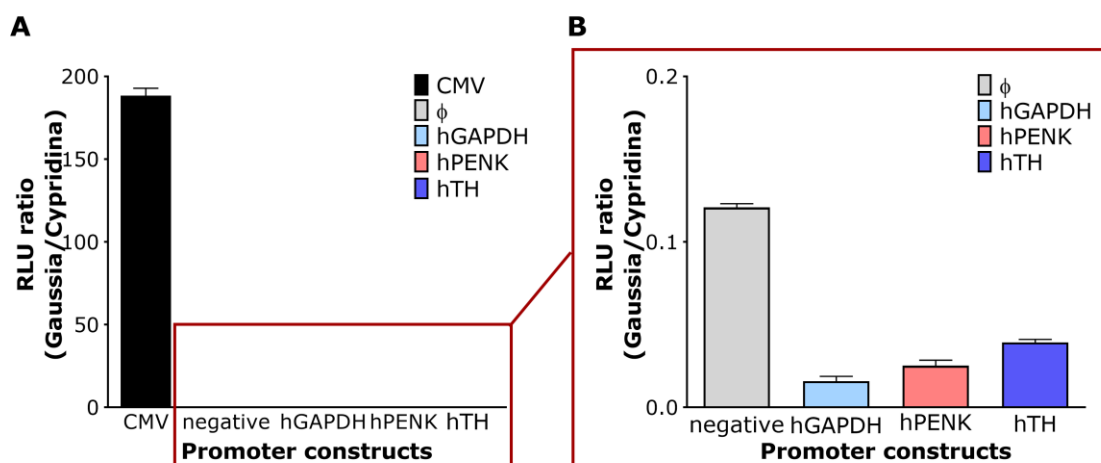 A
RLU ratio
(Gaussia/Cypridina)
200
150
100
50
0
CMV
ϕ
hGAPDH
hPENK
hTH
CMV negative hGAPDH hPENK hTH
Promoter constructs
B
RLU ratio
(Gaussia/Cypridina)
0.2
0.1
0.0
ϕ
hGAPDH
hPENK
hTH
negative hGAPDH hPENK hTH
Promoter constructs